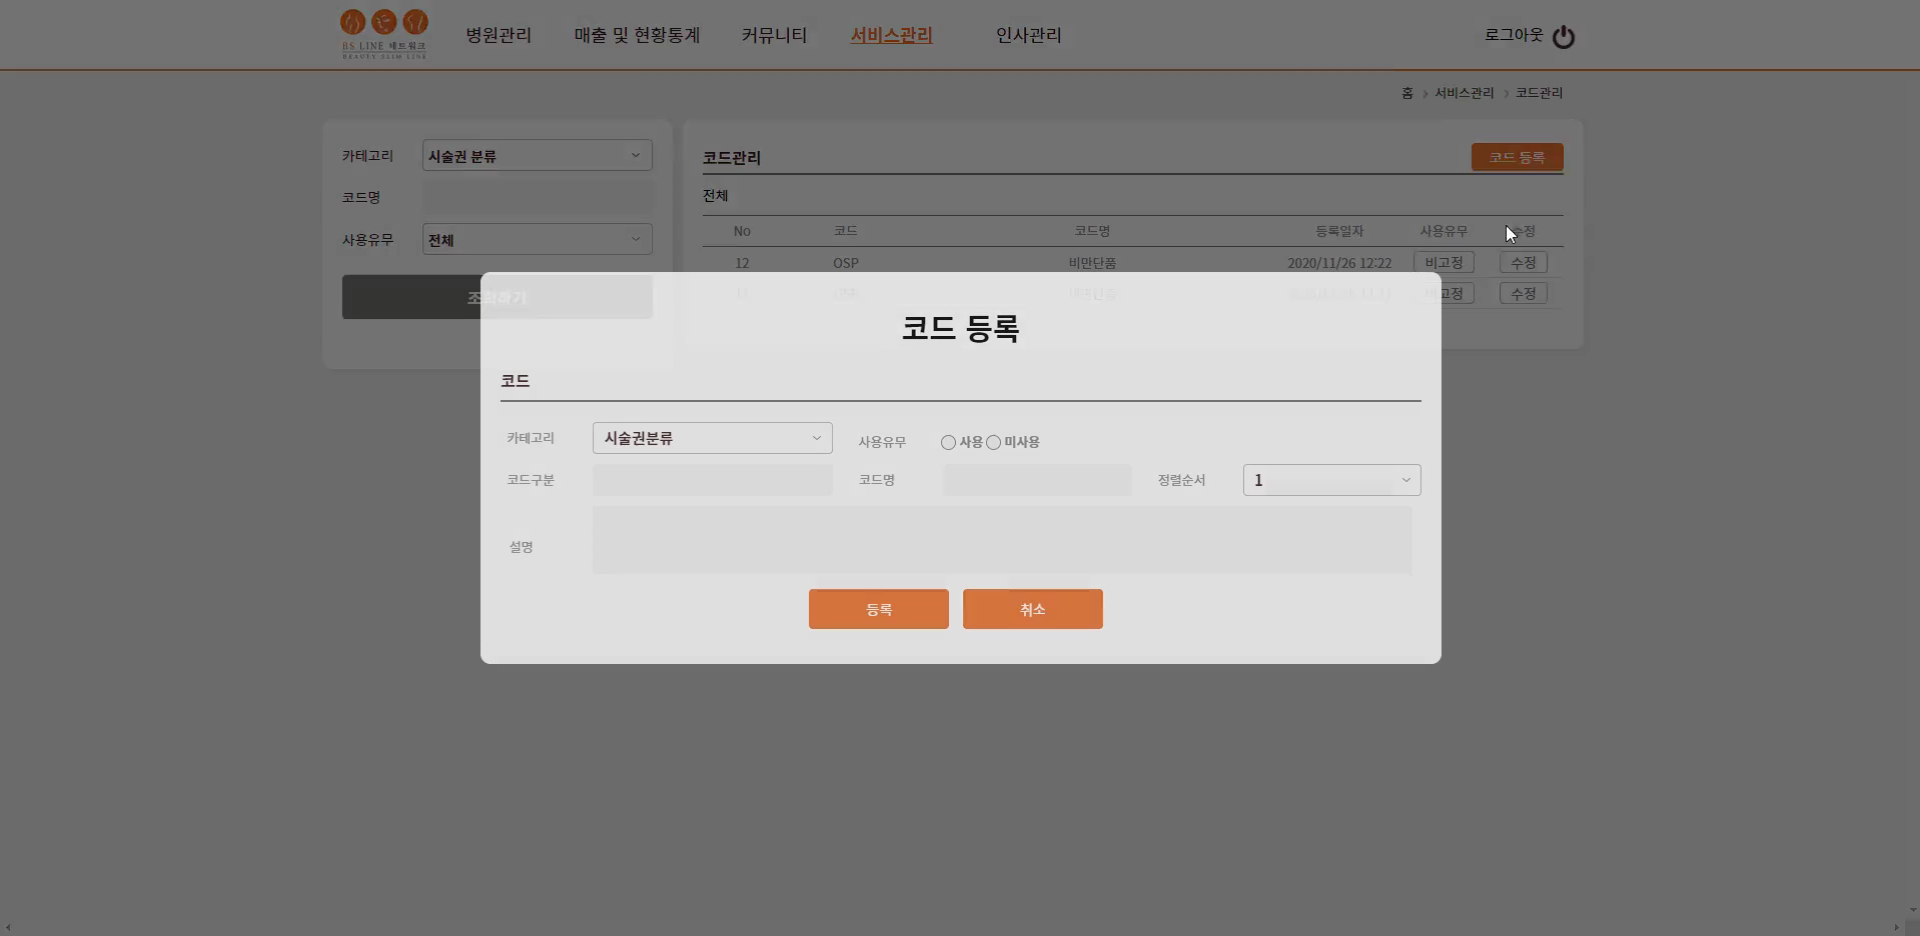 BS LINE 네트워크
BEAUTY SLIM LINE
병원관리 매출 및 현황통계 커뮤니티 서비스관리 인사관리 로그아웃
홈 > 서비스관리 > 코드관리
카테고리 시술권 분류
코드명
사용유무 전체
조회하기
코드관리 코드 등록
전체
No 코드 코드명 등록일자 사용유무 수정
12 OSP 비만단품 2020/11/26 12:22 비고정 수정
비고정 수정
코드 등록
코드
카테고리 시술권분류 사용유무 사용 미사용
코드구분 코드명 정렬순서 1
설명
등록 취소